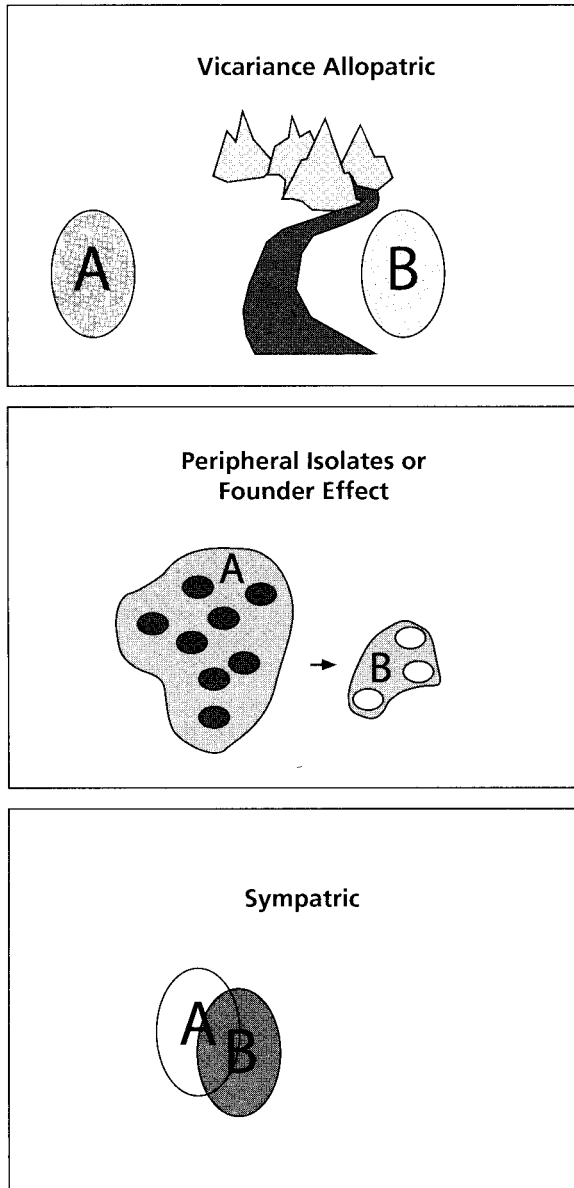 Vicariance Allopatric
A
B
Peripheral Isolates or
Founder Effect
A
B
Sympatric
A
B